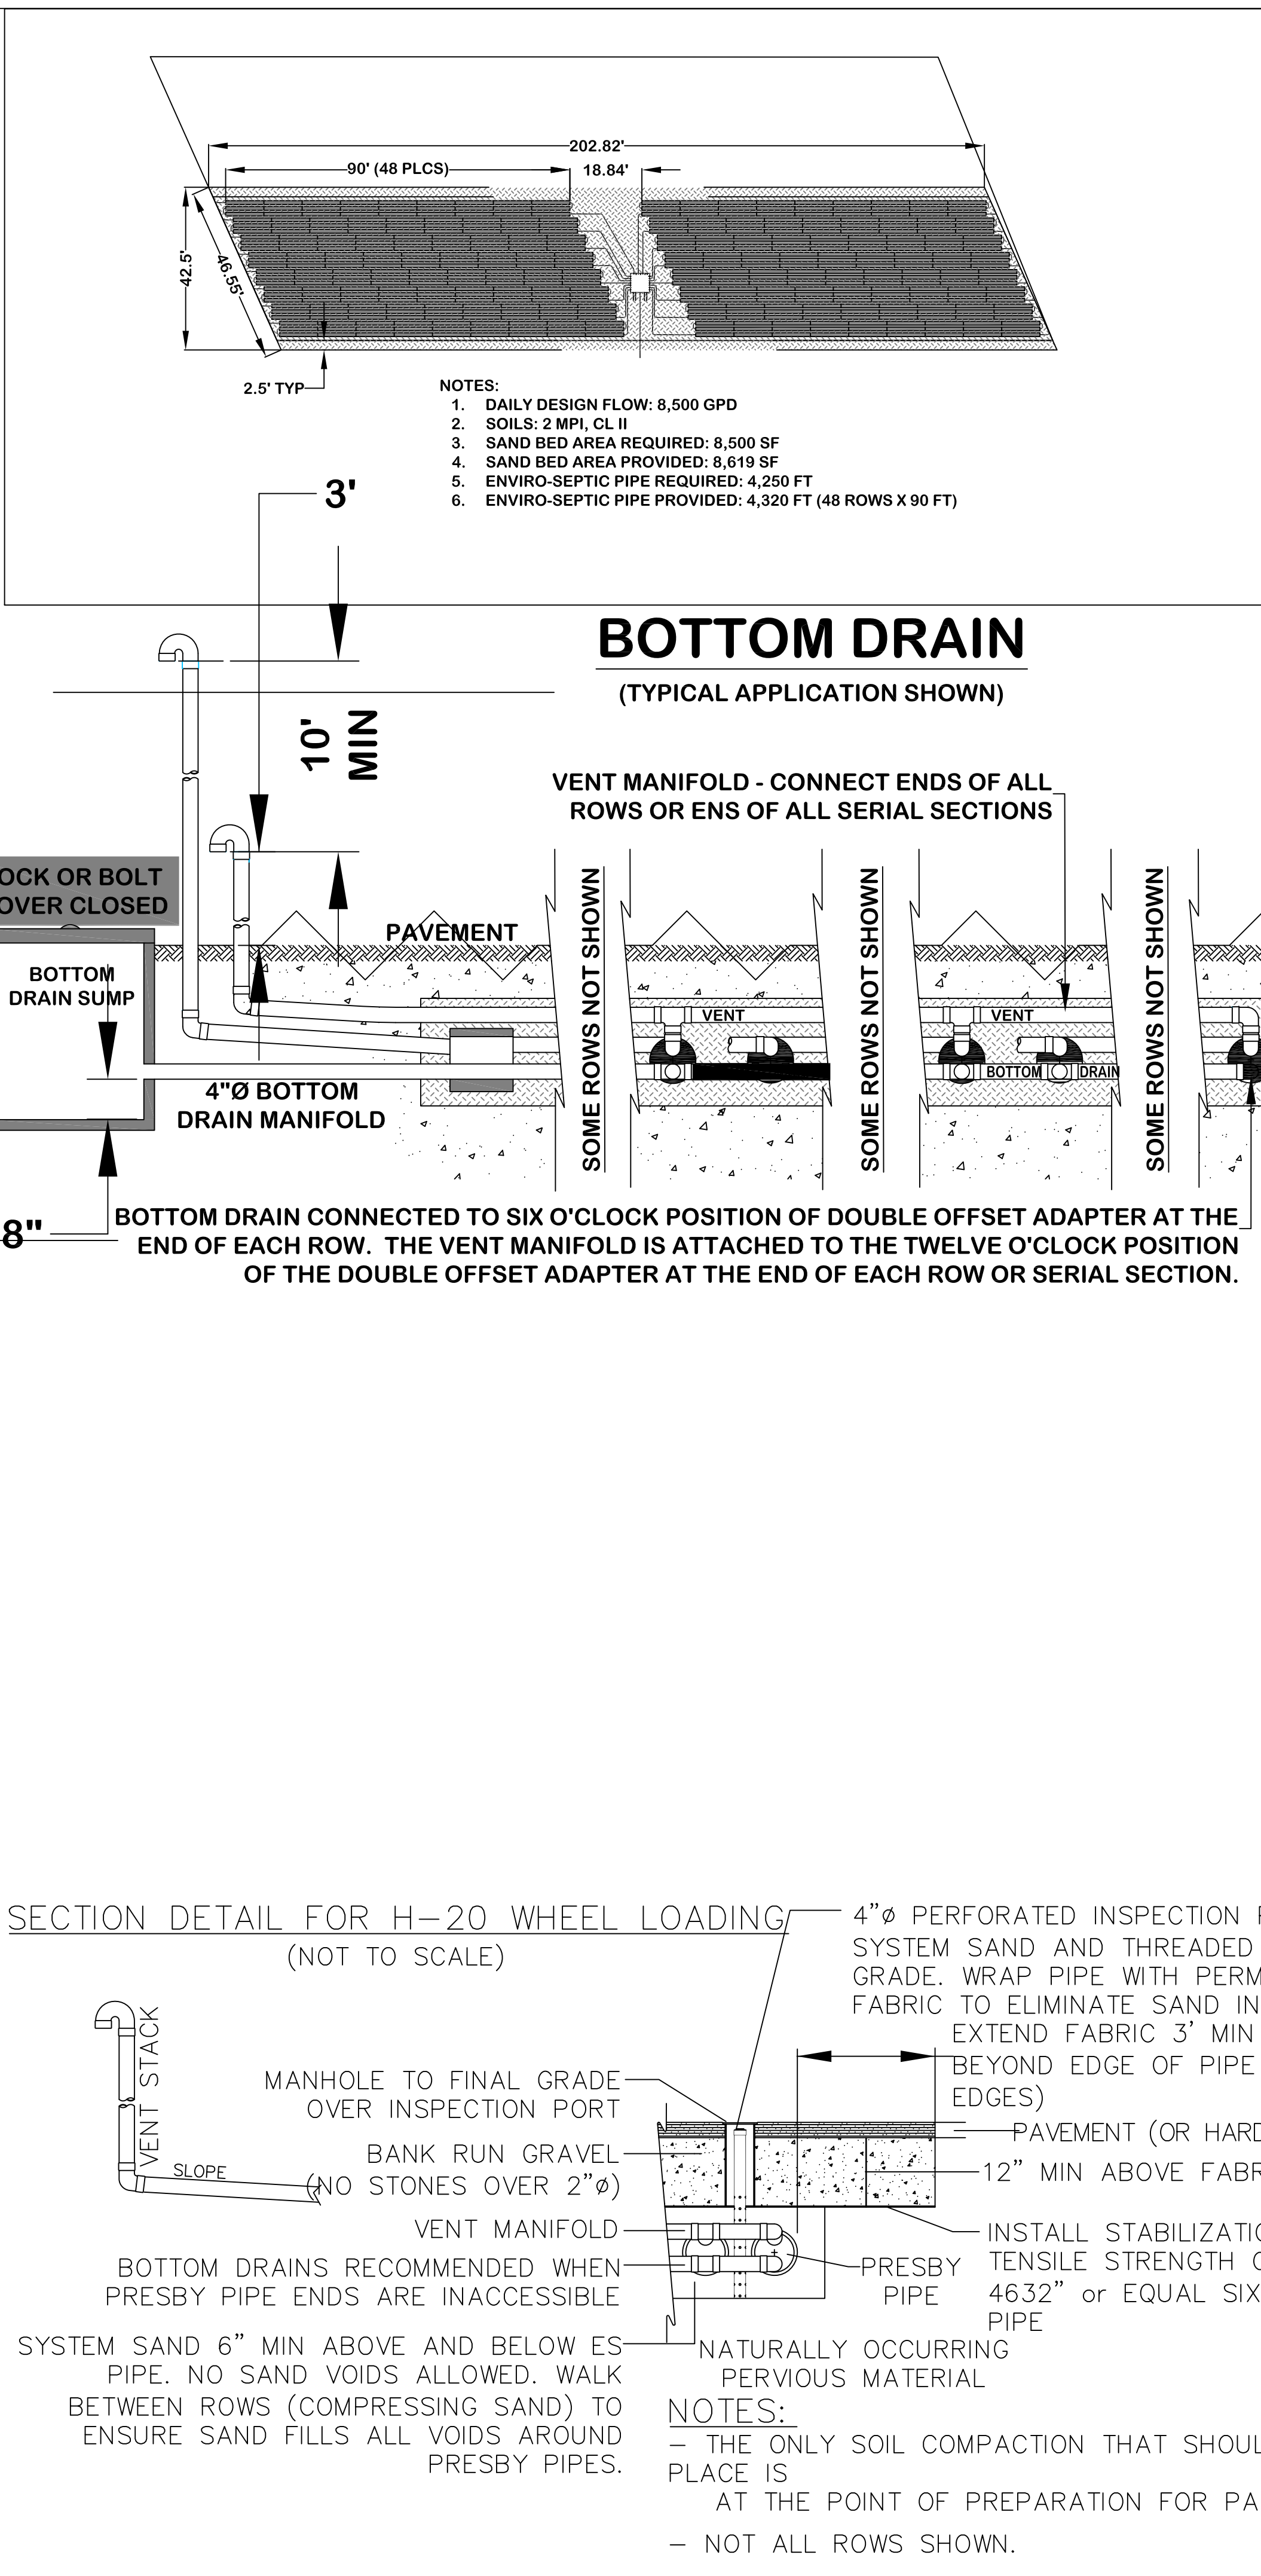 202.82'
90' (48 PLCS)
18.84'
42.5'
46.55'
2.5' TYP
NOTES:
1. DAILY DESIGN FLOW: 8,500 GPD
2. SOILS: 2 MPI, CL II
3. SAND BED AREA REQUIRED: 8,500 SF
4. SAND BED AREA PROVIDED: 8,619 SF
5. ENVIRO-SEPTIC PIPE REQUIRED: 4,250 FT
6. ENVIRO-SEPTIC PIPE PROVIDED: 4,320 FT (48 ROWS X 90 FT)
3'
BOTTOM DRAIN
(TYPICAL APPLICATION SHOWN)
10'
MIN
VENT MANIFOLD - CONNECT ENDS OF ALL
ROWS OR ENS OF ALL SERIAL SECTIONS
OCK OR BOLT
OVER CLOSED
PAVEMENT
BOTTOM
DRAIN SUMP
SOME ROWS NOT SHOWN
SOME ROWS NOT SHOWN
SOME ROWS NOT SHOWN
VENT
VENT
BOTTOM DRAIN
4"Ø BOTTOM
DRAIN MANIFOLD
8"
BOTTOM DRAIN CONNECTED TO SIX O'CLOCK POSITION OF DOUBLE OFFSET ADAPTER AT THE
END OF EACH ROW. THE VENT MANIFOLD IS ATTACHED TO THE TWELVE O'CLOCK POSITION
OF THE DOUBLE OFFSET ADAPTER AT THE END OF EACH ROW OR SERIAL SECTION.
SECTION DETAIL FOR H-20 WHEEL LOADING
(NOT TO SCALE)
4"ø PERFORATED INSPECTION
SYSTEM SAND AND THREADED
GRADE. WRAP PIPE WITH PERM
FABRIC TO ELIMINATE SAND IN
EXTEND FABRIC 3' MIN
BEYOND EDGE OF PIPE
EDGES)
VENT STACK
SLOPE
MANHOLE TO FINAL GRADE
OVER INSPECTION PORT
BANK RUN GRAVEL
(NO STONES OVER 2"ø)
VENT MANIFOLD
BOTTOM DRAINS RECOMMENDED WHEN
PRESBY PIPE ENDS ARE INACCESSIBLE
SYSTEM SAND 6" MIN ABOVE AND BELOW ES
PIPE. NO SAND VOIDS ALLOWED. WALK
BETWEEN ROWS (COMPRESSING SAND) TO
ENSURE SAND FILLS ALL VOIDS AROUND
PRESBY PIPES.
PAVEMENT (OR HARD
12" MIN ABOVE FABR
INSTALL STABILIZATIO
TENSILE STRENGTH
4632" or EQUAL SIX
PIPE
PRESBY
PIPE
NATURALLY OCCURRING
PERVIOUS MATERIAL
NOTES:
- THE ONLY SOIL COMPACTION THAT SHOUL
PLACE IS
AT THE POINT OF PREPARATION FOR PA
- NOT ALL ROWS SHOWN.